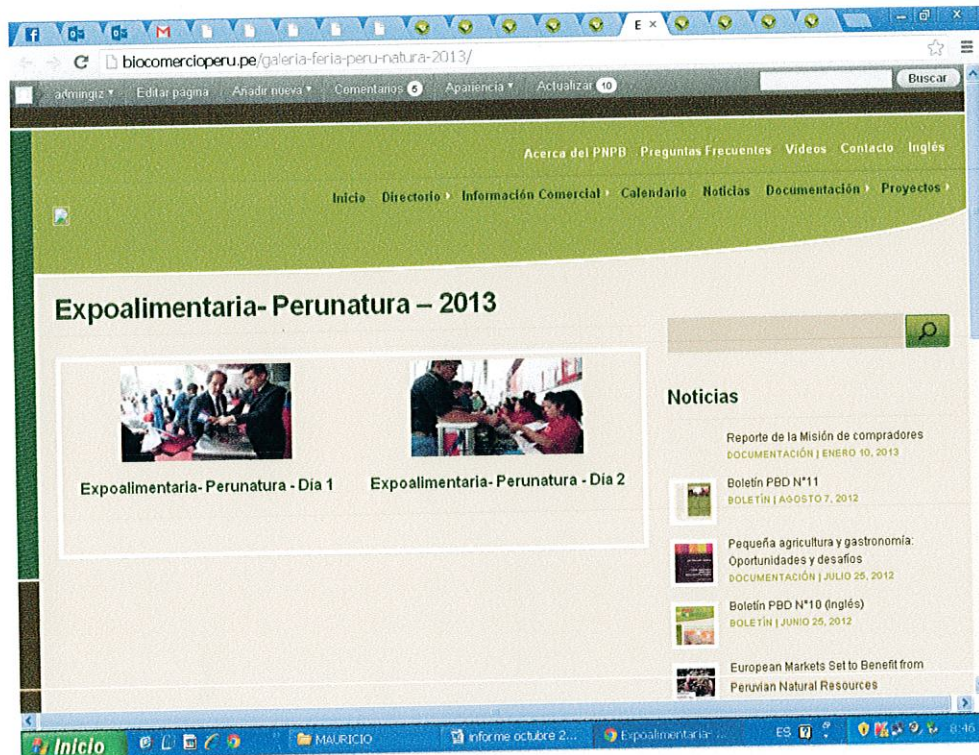 E ×
biocomercioperu.pe/galeria-feria-peru-natura-2013/
admingiz Editar página Añadir nueva Comentarios 5 Apariencia Actualizar 10 Buscar
Acerca del PNPB Preguntas Frecuentes Videos Contacto Inglés
Inicio Directorio Información Comercial Calendario Noticias Documentación Proyectos
Expoalimentaria- Perunatura – 2013
Expoalimentaria- Perunatura - Día 1
Expoalimentaria- Perunatura - Día 2
Noticias
Reporte de la Misión de compradores
DOCUMENTACIÓN | ENERO 10, 2013
Boletín PBD N°11
BOLETÍN | AGOSTO 7, 2012
Pequeña agricultura y gastronomía:
Oportunidades y desafíos
DOCUMENTACIÓN | JULIO 25, 2012
Boletín PBD N°10 (Inglés)
BOLETÍN | JUNIO 25, 2012
European Markets Set to Benefit from
Peruvian Natural Resources
Inicio MAURICIO informe octubre 2... Expoalimentaria- ... ES